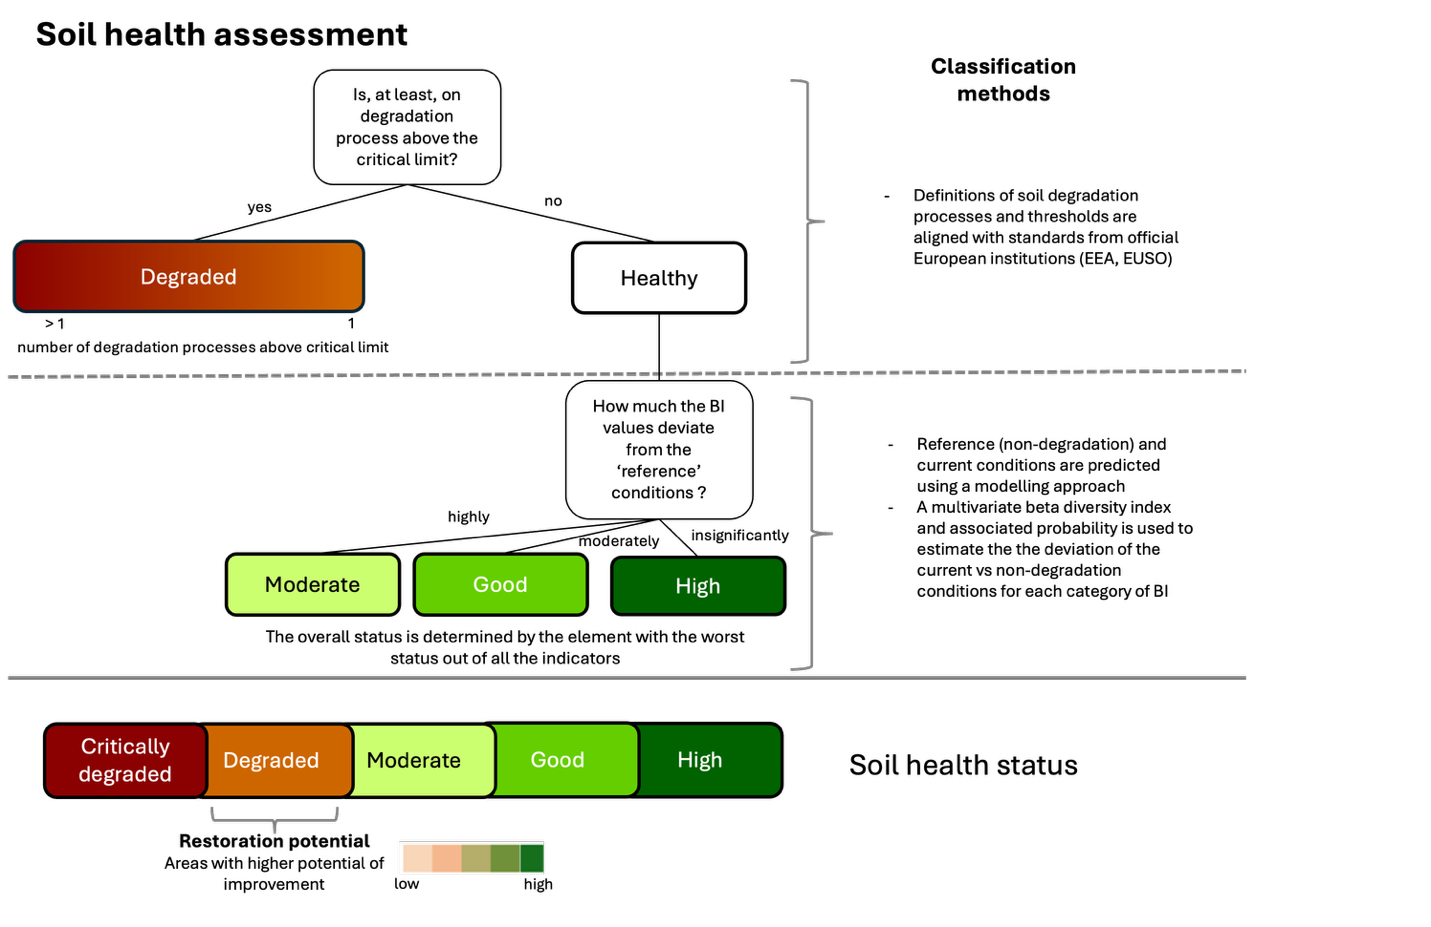 Soil health assessment
Classification
methods
Is, at least, on
degradation
process above the
critical limit?
yes
no
Degraded
Healthy
> 1
1
number of degradation processes above critical limit
- Definitions of soil degradation
processes and thresholds are
aligned with standards from official
European institutions (EEA, EUSO)
How much the BI
values deviate
from the
‘reference’
conditions ?
highly
moderately
insignificantly
Moderate
Good
High
The overall status is determined by the element with the worst
status out of all the indicators
- Reference (non-degradation) and
current conditions are predicted
using a modelling approach
- A multivariate beta diversity index
and associated probability is used to
estimate the the deviation of the
current vs non-degradation
conditions for each category of BI
Critically
degraded
Degraded
Moderate
Good
High
Soil health status
Restoration potential
Areas with higher potential of
improvement
low
high